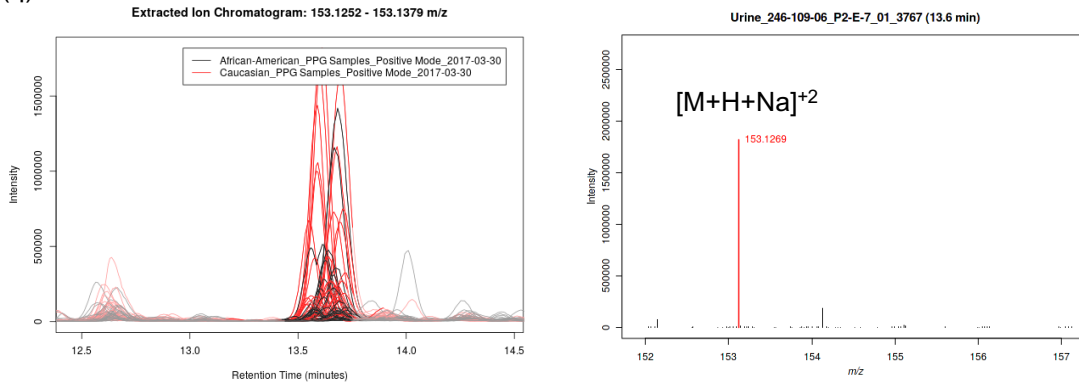 Extracted Ion Chromatogram: 153.1252 - 153.1379 m/z
African-American_PPG Samples_Positive Mode_2017-03-30
Caucasian_PPG Samples_Positive Mode_2017-03-30
Intensity
0
500000
1000000
1500000
12.5 13.0 13.5 14.0 14.5
Retention Time (minutes)
Urine_246-109-06_P2-E-7_01_3767 (13.6 min)
[M+H+Na]+2
153.1269
Intensity
0
500000
1000000
1500000
2000000
2500000
152 153 154 155 156 157
m/z